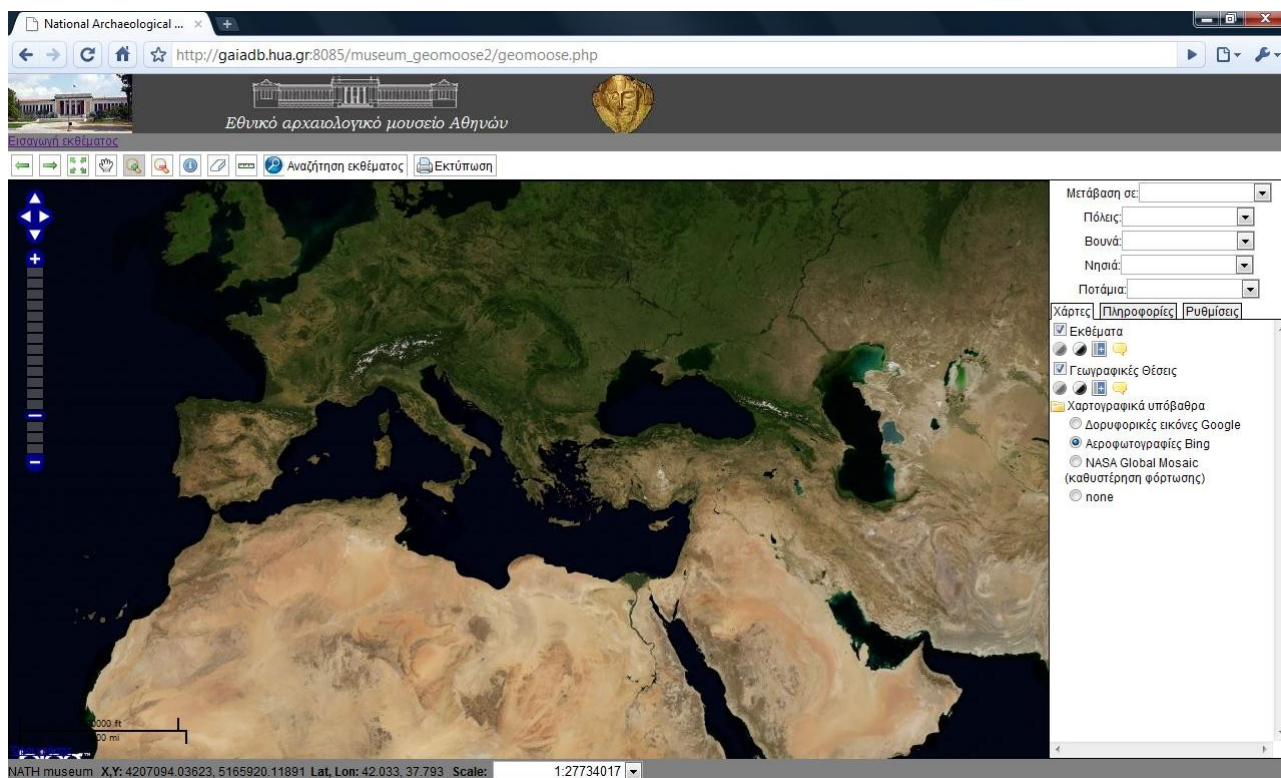 National Archaeological ...
http://gaiadb.hua.gr:8085/museum_geomoose2/geomoose.php
Εθνικό αρχαιολογικό μουσείο Αθηνών
Εισαγωγή εκθέματος
Αναζήτηση εκθέματος Εκτύπωση
Μετάβαση σε:
Πόλεις:
Βουνά:
Νησιά:
Ποτάμια:
Χάρτες Πληροφορίες Ρυθμίσεις
Εκθέματα
Γεωγραφικές Θέσεις
Χαρτογραφικά υπόβαθρα
Δορυφορικές εικόνες Google
Αεροφωτογραφίες Bing
NASA Global Mosaic
(καθυστέρηση φόρτωσης)
none
ft
mi
NATH museum X,Y: 4207094.03623, 5165920.11891 Lat, Lon: 42.033, 37.793 Scale: 1:27734017